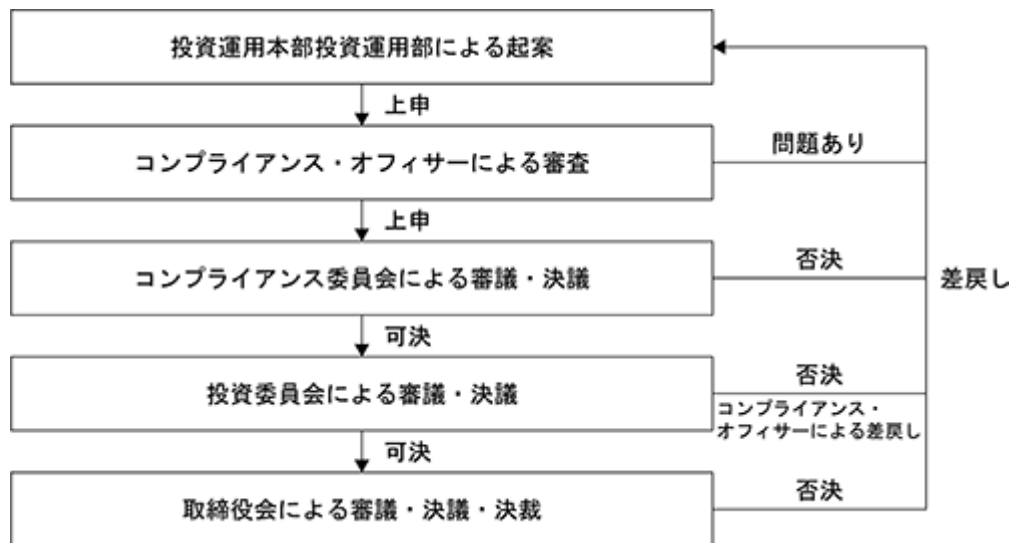 投資運用本部投資運用部による起案
上申
コンプライアンス・オフィサーによる審査
問題あり
上申
コンプライアンス委員会による審議・決議
否決
差戻し
可決
投資委員会による審議・決議
否決
コンプライアンス・
オフィサーによる差戻し
可決
取締役会による審議・決議・決裁
否決